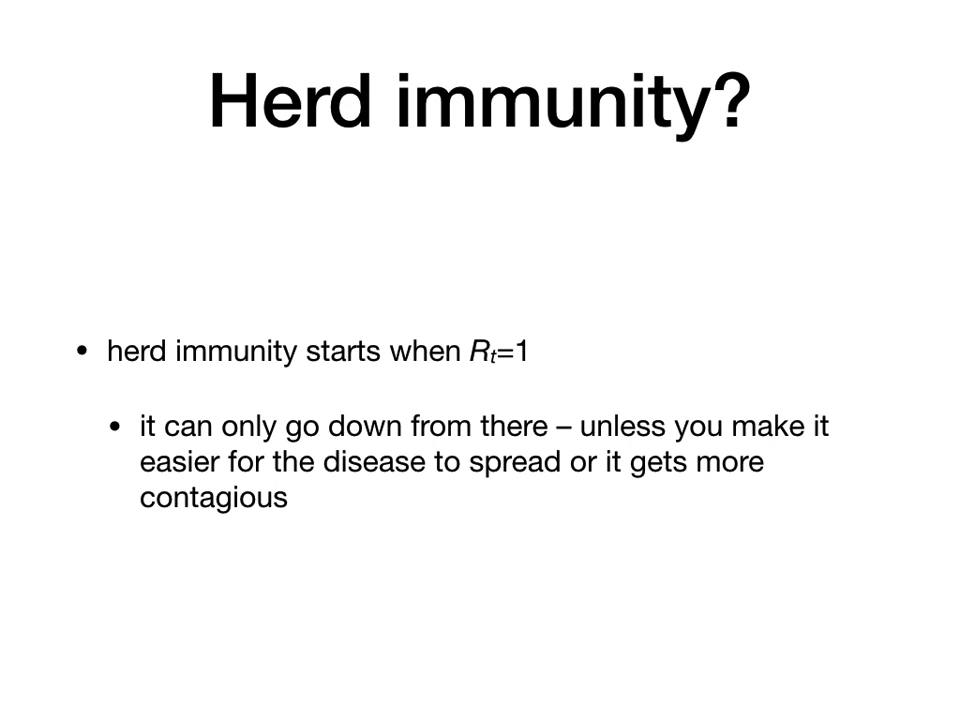 Herd immunity?
• herd immunity starts when Rt=1
• it can only go down from there – unless you make it
easier for the disease to spread or it gets more
contagious